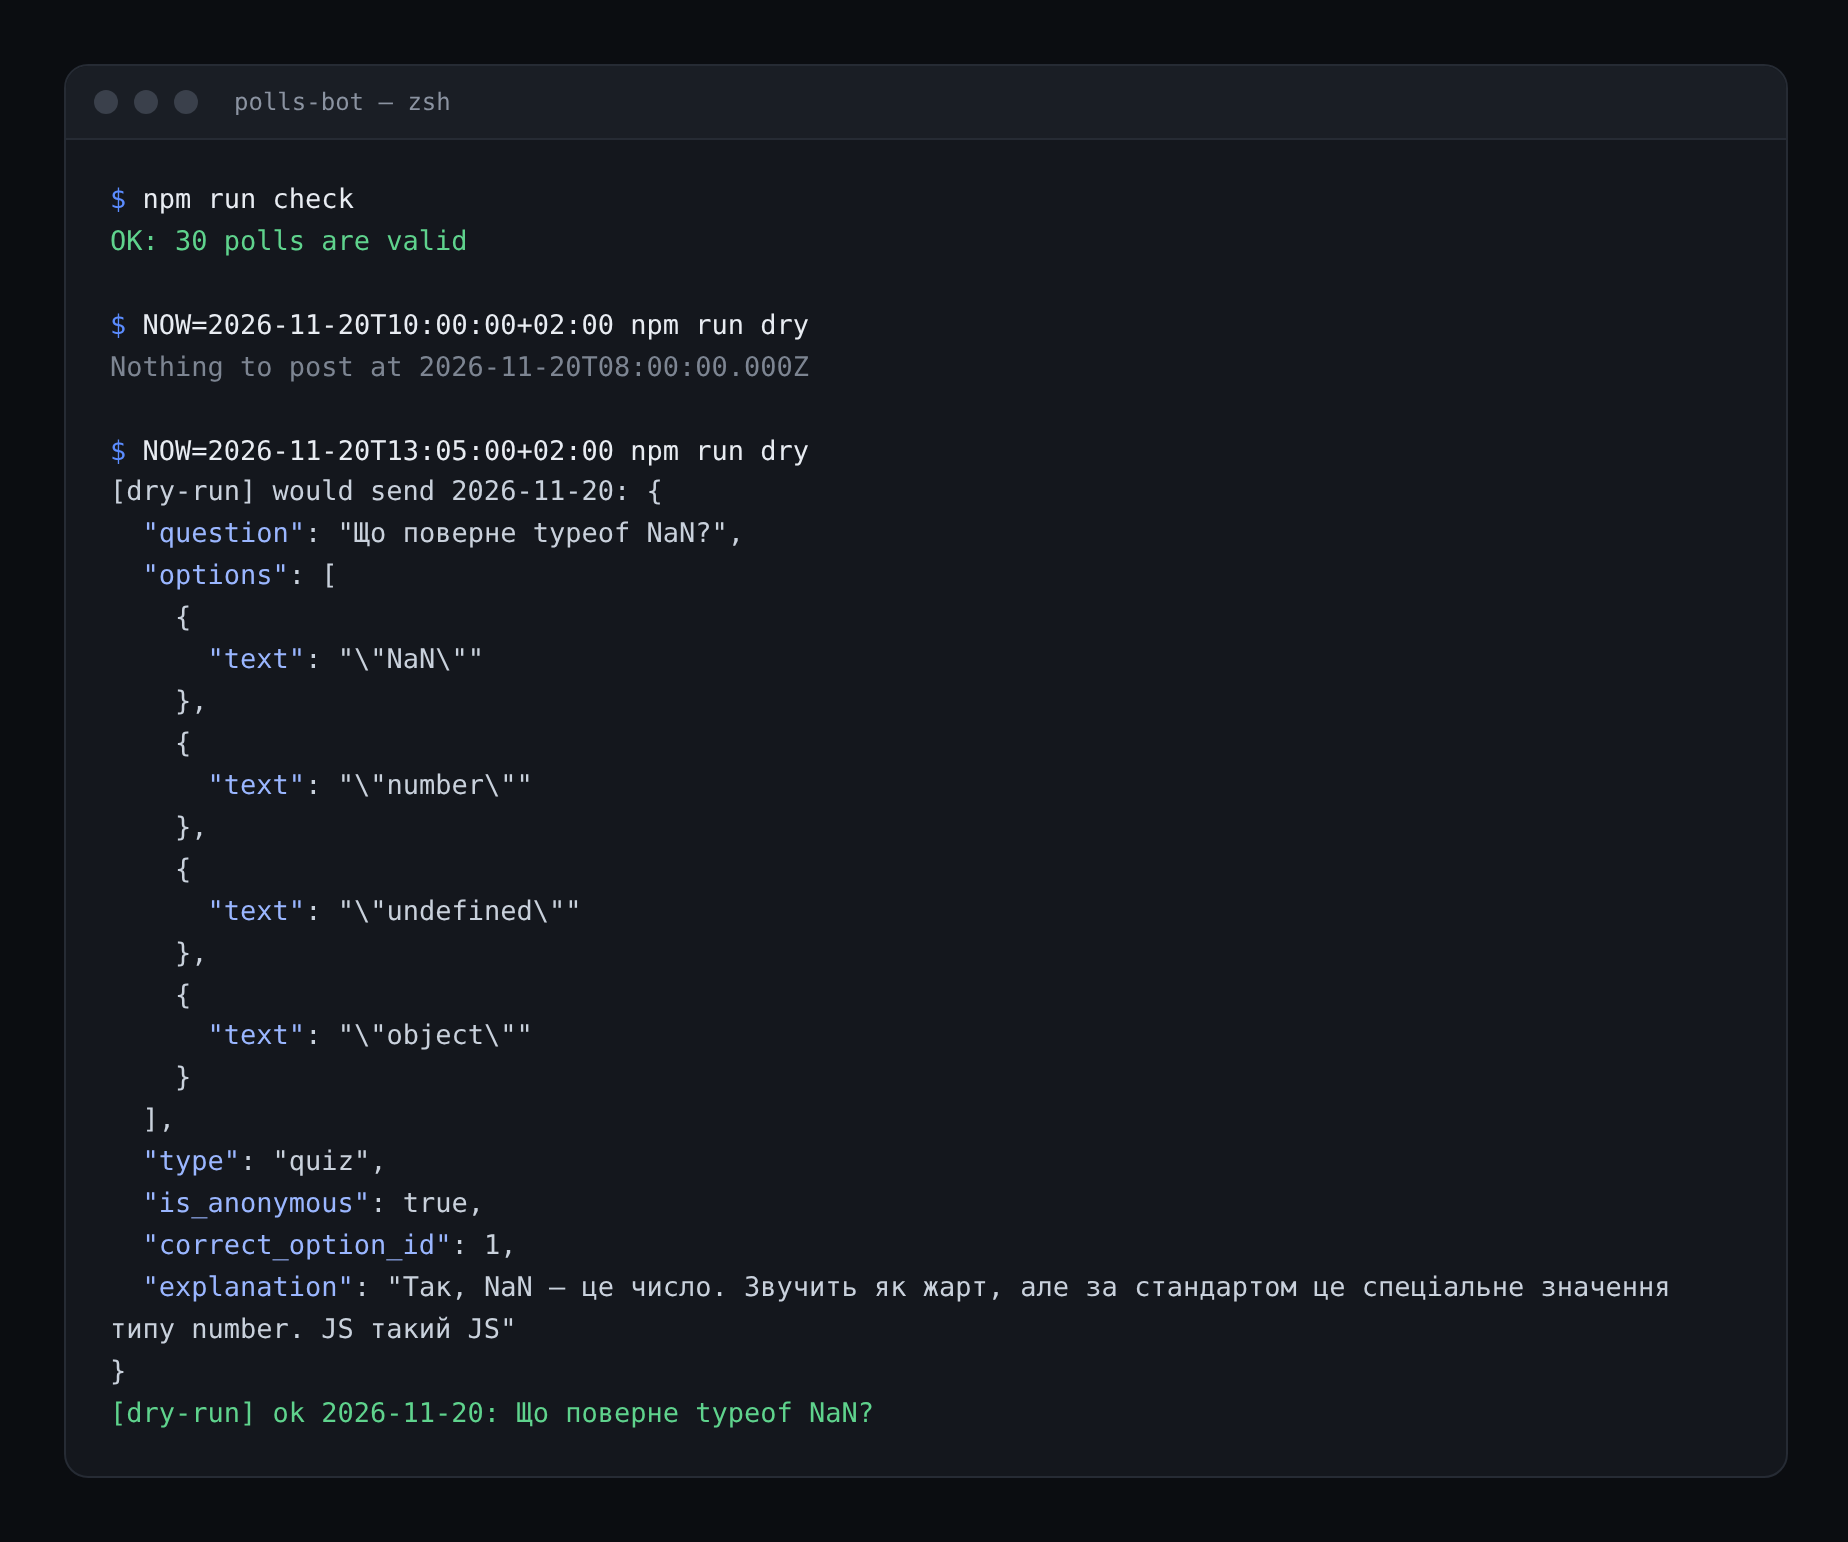 polls-bot — zsh
$ npm run check
OK: 30 polls are valid
$ NOW=2026-11-20T10:00:00+02:00 npm run dry
Nothing to post at 2026-11-20T08:00:00.000Z
$ NOW=2026-11-20T13:05:00+02:00 npm run dry
[dry-run] would send 2026-11-20: {
  "question": "Що поверне typeof NaN?",
  "options": [
    {
      "text": "\"NaN\""
    },
    {
      "text": "\"number\""
    },
    {
      "text": "\"undefined\""
    },
    {
      "text": "\"object\""
    }
  ],
  "type": "quiz",
  "is_anonymous": true,
  "correct_option_id": 1,
  "explanation": "Так, NaN — це число. Звучить як жарт, але за стандартом це спеціальне значення
типу number. JS такий JS"
}
[dry-run] ok 2026-11-20: Що поверне typeof NaN?